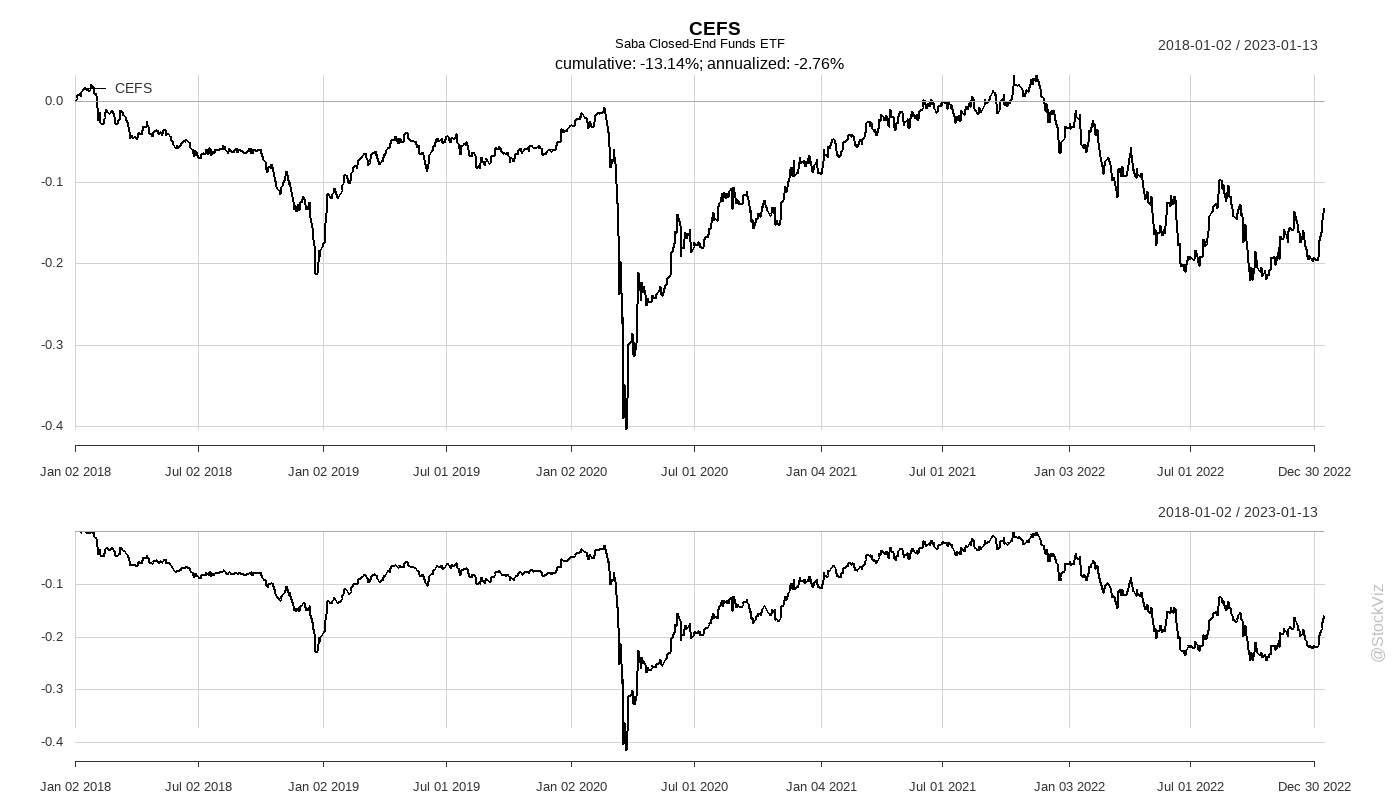 CEFS
Saba Closed-End Funds ETF
cumulative: -13.14%; annualized: -2.76%
2018-01-02 / 2023-01-13
CEFS
0.0
-0.1
-0.2
-0.3
-0.4
Jan 02 2018 Jul 02 2018 Jan 02 2019 Jul 01 2019 Jan 02 2020 Jul 01 2020 Jan 04 2021 Jul 01 2021 Jan 03 2022 Jul 01 2022 Dec 30 2022
2018-01-02 / 2023-01-13
-0.1
-0.2
-0.3
-0.4
Jan 02 2018 Jul 02 2018 Jan 02 2019 Jul 01 2019 Jan 02 2020 Jul 01 2020 Jan 04 2021 Jul 01 2021 Jan 03 2022 Jul 01 2022 Dec 30 2022
@StockViz